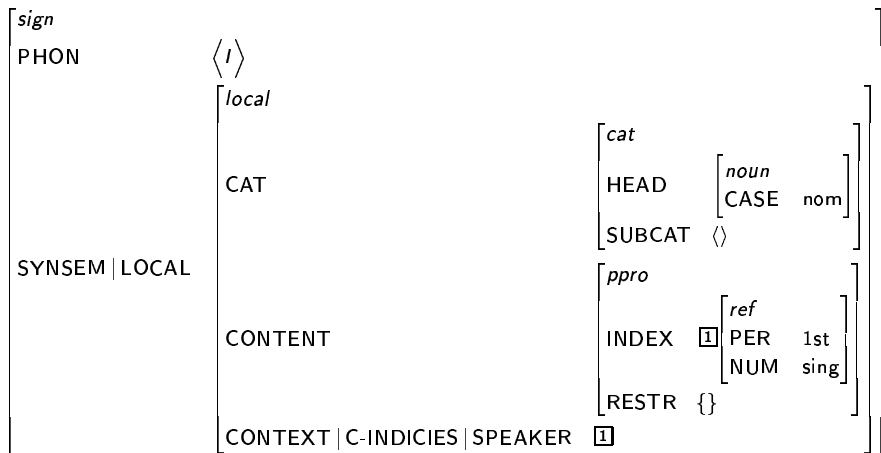 sign
PHON ⟨I⟩
local
cat
HEAD noun
CAT CASE nom
SUBCAT ⟨⟩
SYNSEM | LOCAL
ppro
ref
CONTENT INDEX 1 PER 1st
NUM sing
RESTR {}
CONTEXT | C-INDICIES | SPEAKER 1